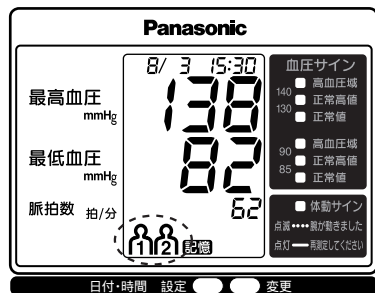 Panasonic
8/ 3 15:30
最高血圧
mmHg
138
最低血圧
mmHg
82
脈拍数 拍/分
62
1 2 記憶
血圧サイン
140
130
高血圧域
正常高値
正常値
90
85
高血圧域
正常高値
正常値
体動サイン
点滅••••腕が動きました
点灯━再測定してください
日付・時間 設定 変更